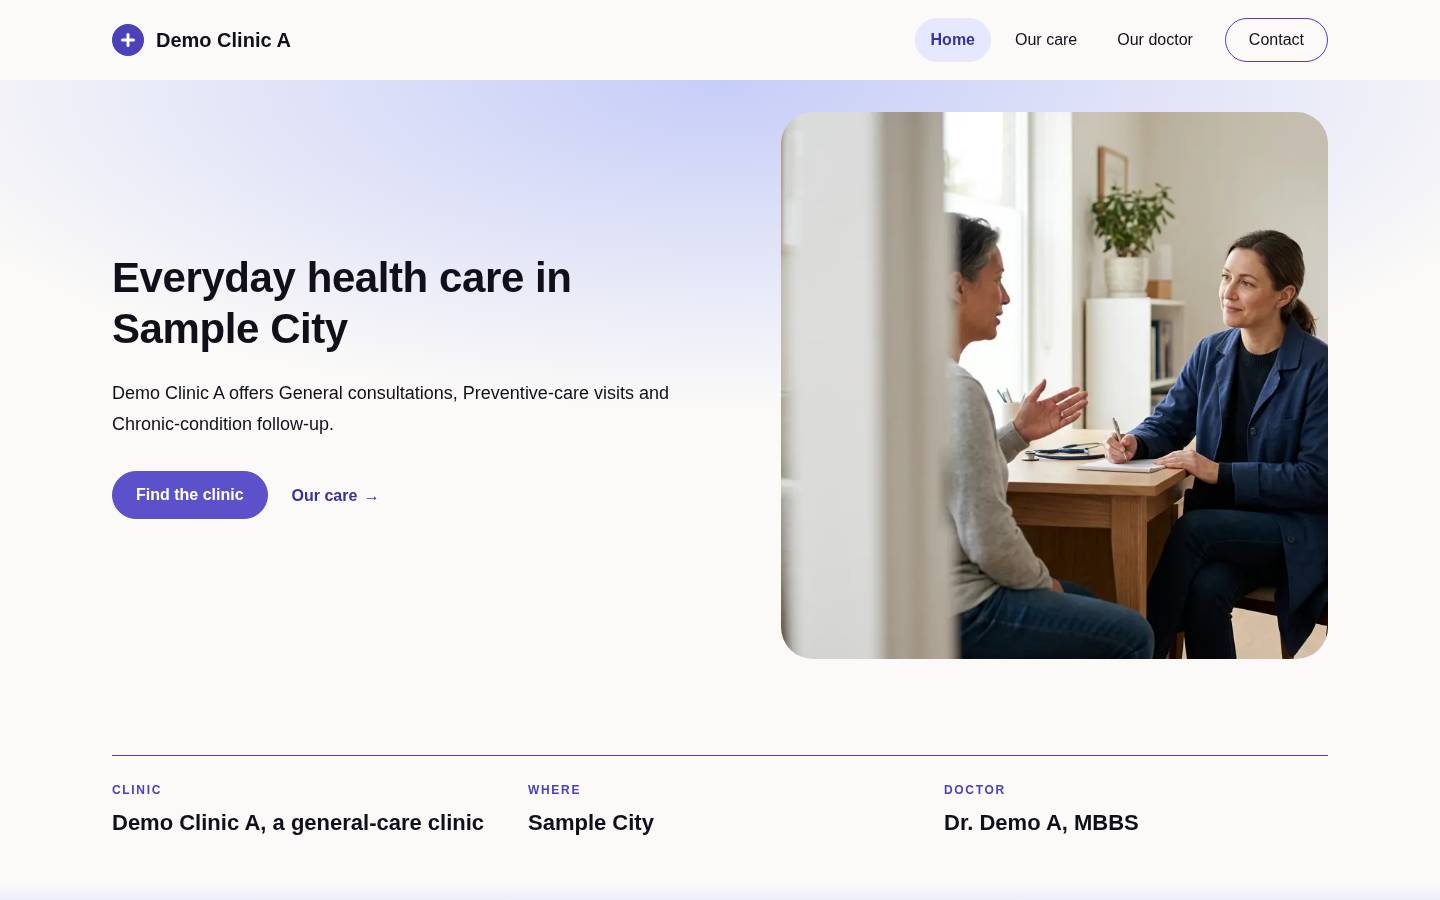 Demo Clinic A
Home
Our care
Our doctor
Contact
Everyday health care in
Sample City
Demo Clinic A offers General consultations, Preventive-care visits and
Chronic-condition follow-up.
Find the clinic
Our care →
CLINIC
Demo Clinic A, a general-care clinic
WHERE
Sample City
DOCTOR
Dr. Demo A, MBBS